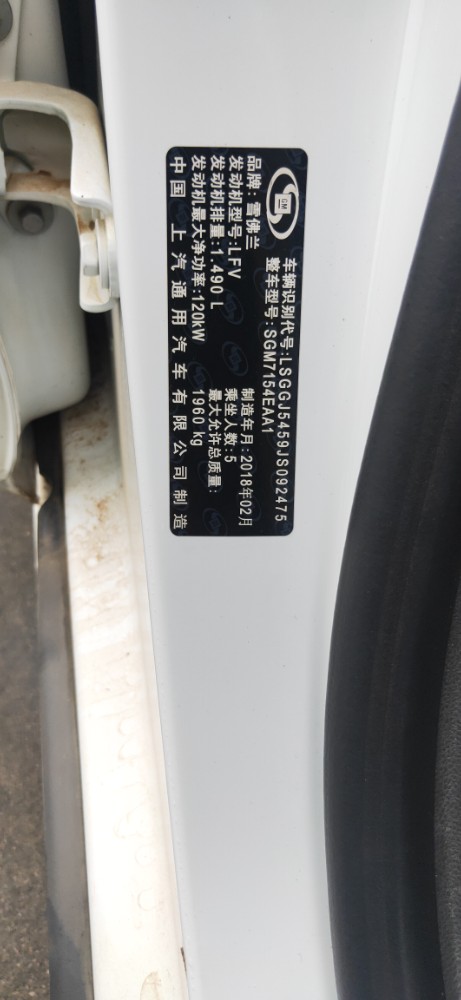 GM
车辆识别代号:LSGGJ5459JS092475
整车型号:SGM7154EAA1
品牌:雪佛兰 制造年月:2018年02月
发动机型号:LFV 乘坐人数:5
发动机排量:1.490 L 最大允许总质量:
发动机最大净功率:120kW 1960 kg
中国 上汽通用汽车有限公司制造